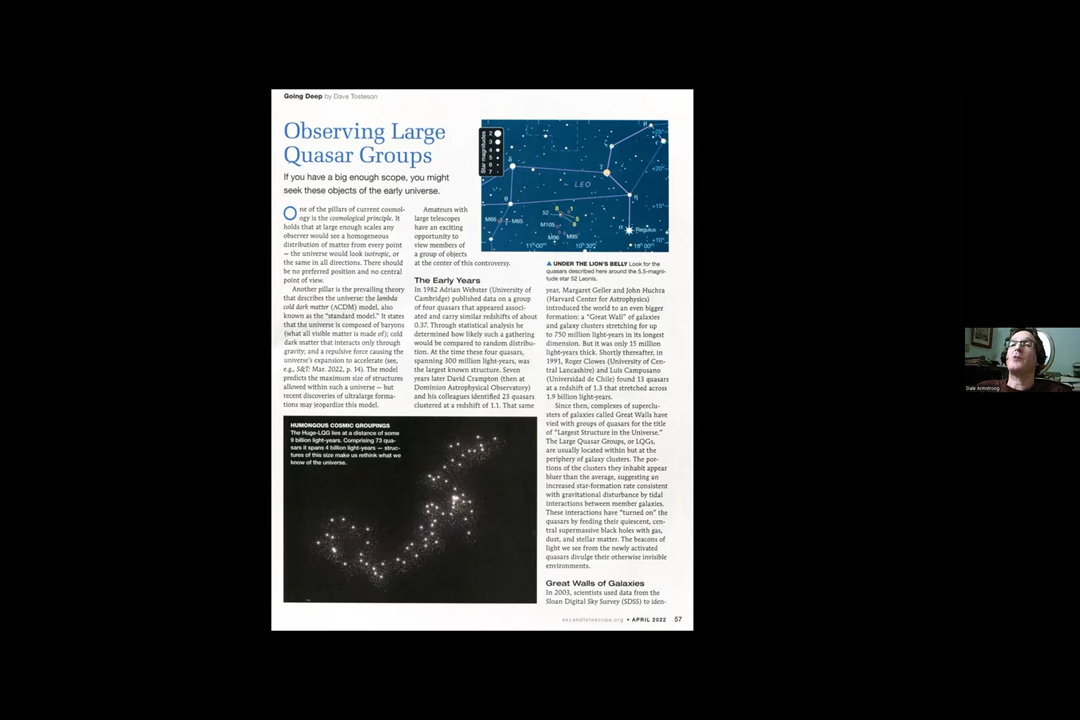 Going Deep by Dave Tosteson
Observing Large
Quasar Groups
If you have a big enough scope, you might
seek these objects of the early universe.
One of the pillars of current cosmol-
ogy is the cosmological principle. It
holds that at large enough scales any
observer would see a homogeneous
distribution of matter from every point
— the universe would look isotropic, or
the same in all directions. There should
be no preferred position and no central
point of view.
Another pillar is the prevailing theory
that describes the universe: the lambda
cold dark matter (ΛCDM) model, also
known as the "standard model." It states
that the universe is composed of baryons
(what all visible matter is made of); cold
dark matter that interacts only through
gravity; and a repulsive force causing the
universe's expansion to accelerate (see,
e.g., S&T: Mar. 2022, p. 14). The model
predicts the maximum size of structures
allowed within such a universe — but
recent discoveries of ultralarge forma-
tions may jeopardize this model.
Amateurs with
large telescopes
have an exciting
opportunity to
view members of
a group of objects
at the center of this controversy.
The Early Years
In 1982 Adrian Webster (University of
Cambridge) published data on a group
of four quasars that appeared associ-
ated and carry similar redshifts of about
0.37. Through statistical analysis he
determined how likely such a gathering
would be compared to random distribu-
tion. At the time these four quasars,
spanning 300 million light-years, was
the largest known structure. Seven
years later David Crampton (then at
Dominion Astrophysical Observatory)
and his colleagues identified 23 quasars
clustered at a redshift of 1.1. That same
Star magnitudes
2
3
4
5
6
7
LEO
δ
θ
γ
η
μ
α
Regulus
52
8
1
5
6
M66
M65
M105
M96
M95
+20°
+15°
+10°
11h00m
10h30m
10h00m
▲ UNDER THE LION'S BELLY Look for the
quasars described here around the 5.5-magni-
tude star 52 Leonis.
year, Margaret Geller and John Huchra
(Harvard Center for Astrophysics)
introduced the world to an even bigger
formation: a "Great Wall" of galaxies
and galaxy clusters stretching for up
to 750 million light-years in its longest
dimension. But it was only 15 million
light-years thick. Shortly thereafter, in
1991, Roger Clowes (University of Cen-
tral Lancashire) and Luis Campusano
(Universidad de Chile) found 13 quasars
at a redshift of 1.3 that stretched across
1.9 billion light-years.
Since then, complexes of superclu-
sters of galaxies called Great Walls have
vied with groups of quasars for the title
of "Largest Structure in the Universe."
The Large Quasar Groups, or LQGs,
are usually located within but at the
periphery of galaxy clusters. The por-
tions of the clusters they inhabit appear
bluer than the average, suggesting an
increased star-formation rate consistent
with gravitational disturbance by tidal
interactions between member galaxies.
These interactions have "turned on" the
quasars by feeding their quiescent, cen-
tral supermassive black holes with gas,
dust, and stellar matter. The beacons of
light we see from the newly activated
quasars divulge their otherwise invisible
environments.
Great Walls of Galaxies
In 2003, scientists used data from the
Sloan Digital Sky Survey (SDSS) to iden-
HUMONGOUS COSMIC GROUPINGS
The Huge-LQG lies at a distance of some
9 billion light-years. Comprising 73 qua-
sars it spans 4 billion light-years — struc-
tures of this size make us rethink what we
know of the universe.
skyandtelescope.org • APRIL 2022 57
Dale Armstrong